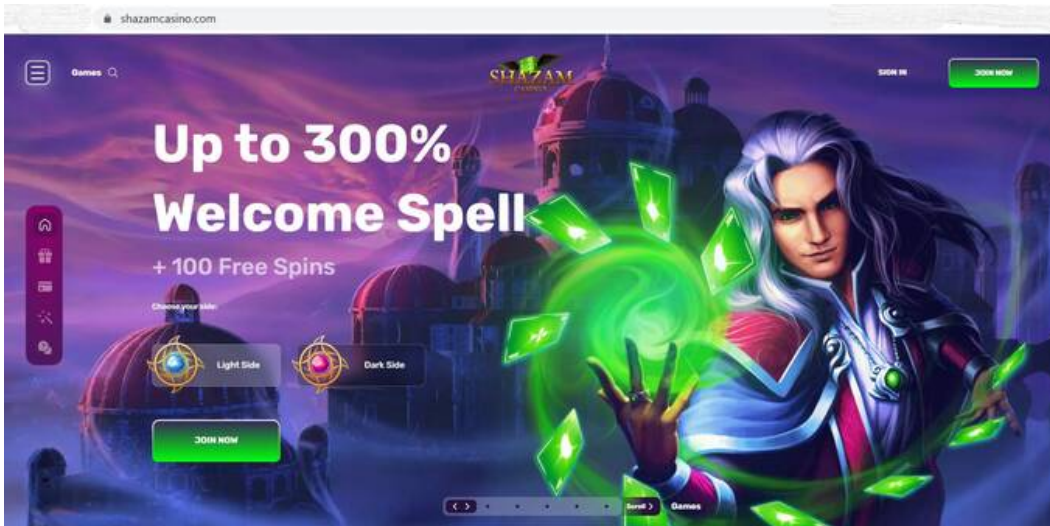 shazamcasino.com
Games
SHAZAM
CASINO
SIGN IN
JOIN NOW
Up to 300%
Welcome Spell
+ 100 Free Spins
Choose your side:
Light Side
Dark Side
JOIN NOW
Scroll
Games